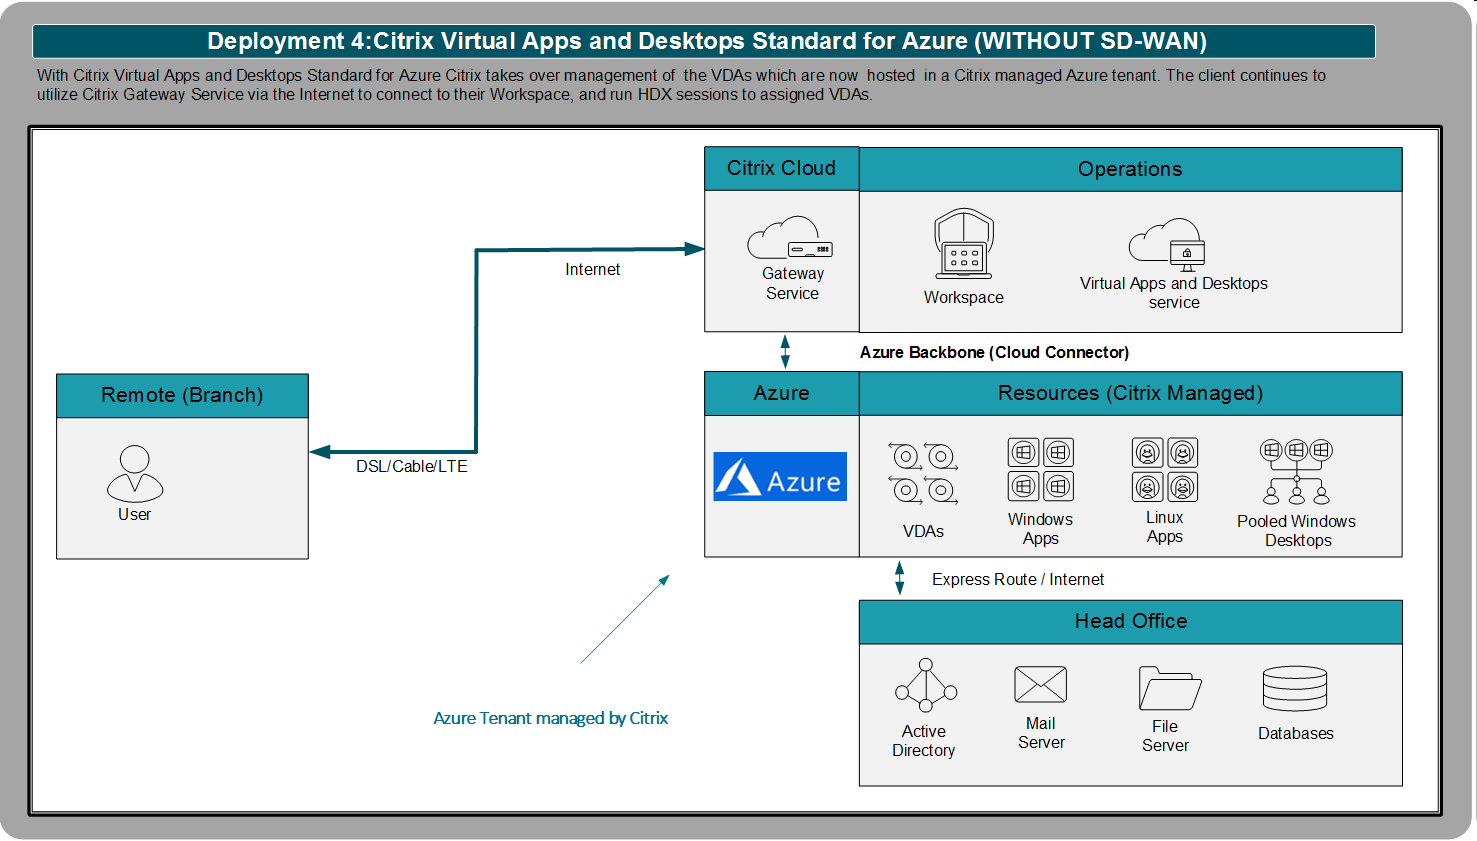 Deployment 4:Citrix Virtual Apps and Desktops Standard for Azure (WITHOUT SD-WAN)
With Citrix Virtual Apps and Desktops Standard for Azure Citrix takes over management of the VDAs which are now hosted in a Citrix managed Azure tenant. The client continues to
utilize Citrix Gateway Service via the Internet to connect to their Workspace, and run HDX sessions to assigned VDAs.
Citrix Cloud
Operations
Gateway
Service
Workspace
Virtual Apps and Desktops
service
Internet
Azure Backbone (Cloud Connector)
Remote (Branch)
User
DSL/Cable/LTE
Azure
Resources (Citrix Managed)
Azure
VDAs
Windows
Apps
Linux
Apps
Pooled Windows
Desktops
Express Route / Internet
Head Office
Active
Directory
Mail
Server
File
Server
Databases
Azure Tenant managed by Citrix